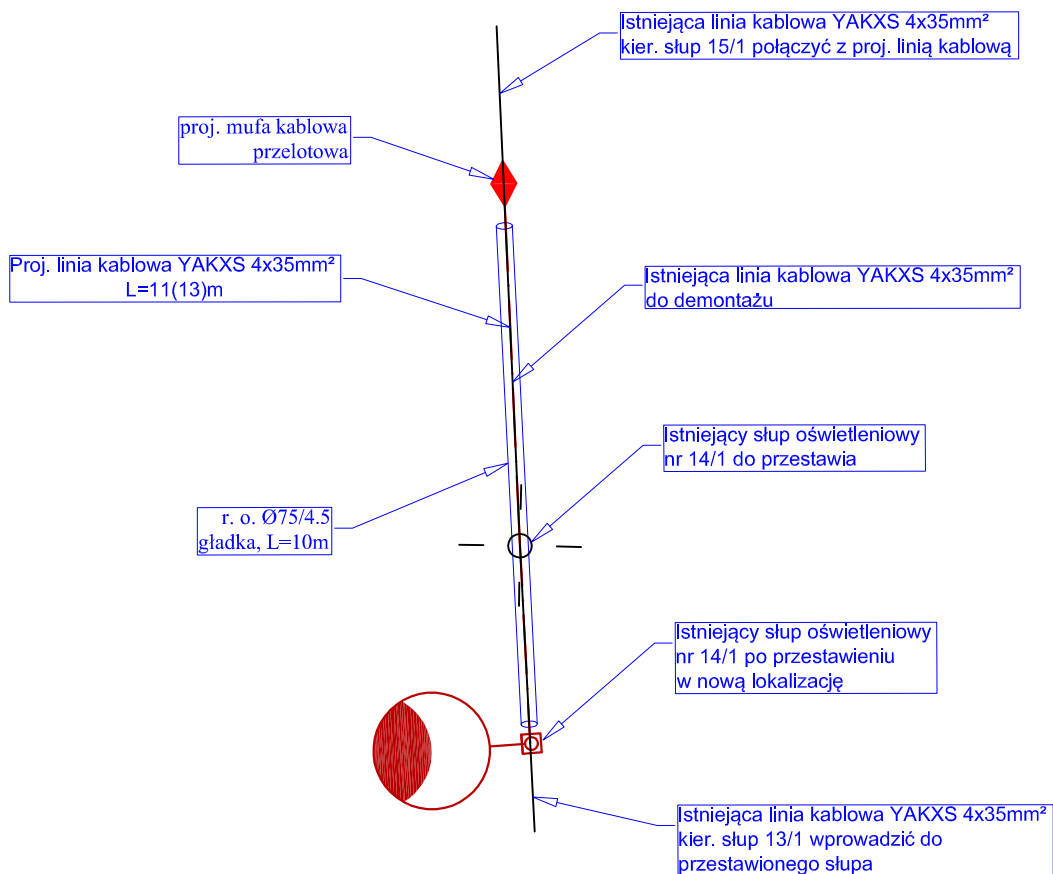 Istniejąca linia kablowa YAKXS 4x35mm²
kier. słup 15/1 połączyć z proj. linią kablową
proj. mufa kablowa
przelotowa
Proj. linia kablowa YAKXS 4x35mm²
L=11(13)m
Istniejąca linia kablowa YAKXS 4x35mm²
do demontażu
Istniejący słup oświetleniowy
nr 14/1 do przestawia
r. o. Ø75/4.5
gładka, L=10m
Istniejący słup oświetleniowy
nr 14/1 po przestawieniu
w nową lokalizację
Istniejąca linia kablowa YAKXS 4x35mm²
kier. słup 13/1 wprowadzić do
przestawionego słupa